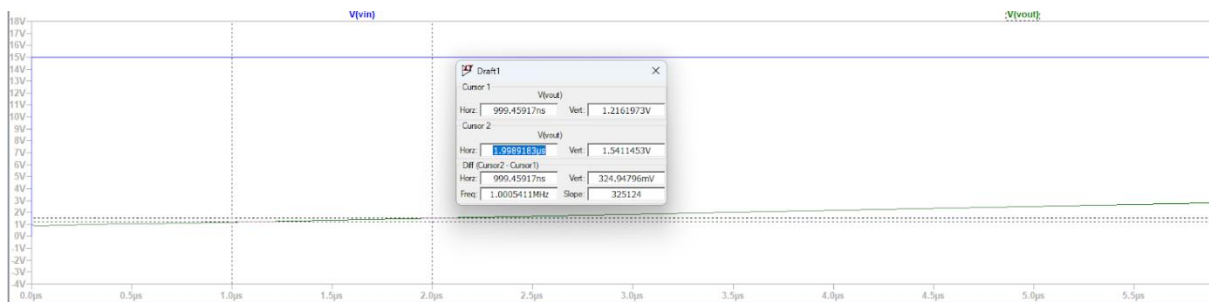 V(vin) V(vout)
18V
17V
16V
15V
14V
13V
12V
11V
10V
9V
8V
7V
6V
5V
4V
3V
2V
1V
0V
-1V
-2V
-3V
-4V
Draft1
Cursor 1
V(vout)
Horz: 999.45917ns Vert: 1.2161973V
Cursor 2
V(vout)
Horz: 1.9989183µs Vert: 1.5411453V
Diff (Cursor2 - Cursor1)
Horz: 999.45917ns Vert: 324.94796mV
Freq: 1.0005411MHz Slope: 325124
0.0µs 0.5µs 1.0µs 1.5µs 2.0µs 2.5µs 3.0µs 3.5µs 4.0µs 4.5µs 5.0µs 5.5µs